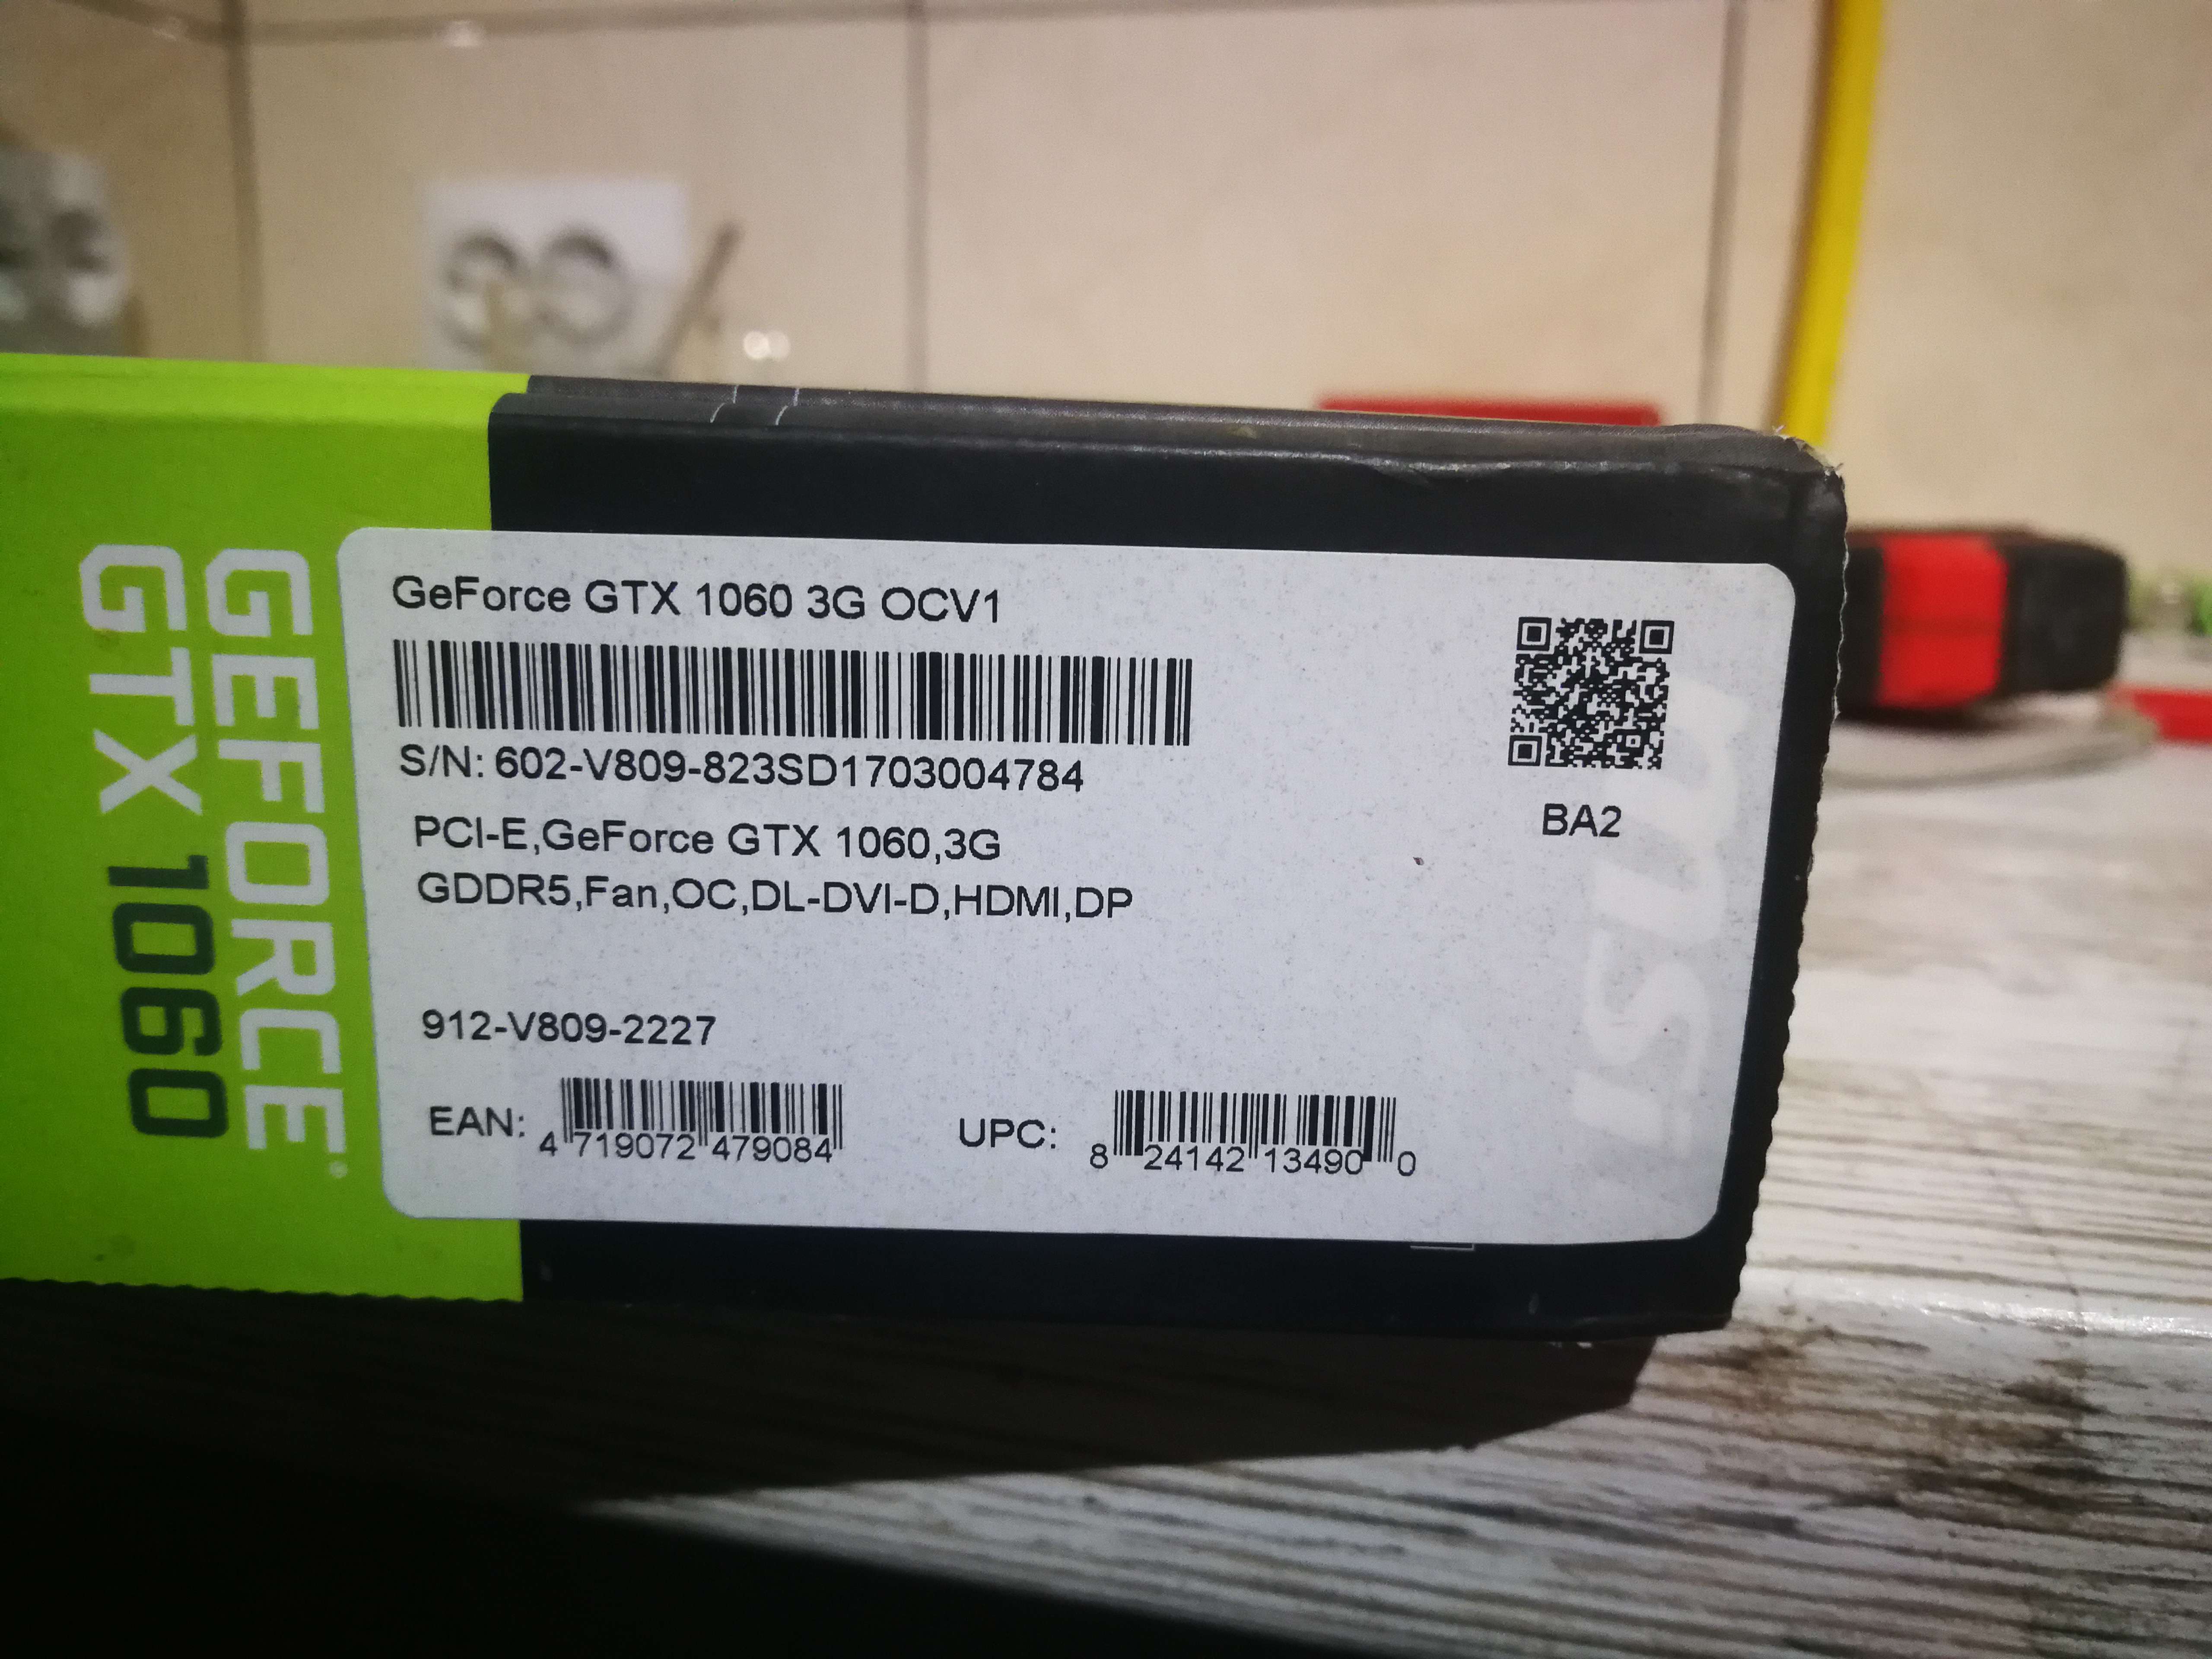 GEFORCE®
GTX 1060
GeForce GTX 1060 3G OCV1
S/N: 602-V809-823SD1703004784
PCI-E,GeForce GTX 1060,3G
GDDR5,Fan,OC,DL-DVI-D,HDMI,DP
BA2
912-V809-2227
EAN: 4 719072 479084
UPC: 8 24142 13490 0
msi